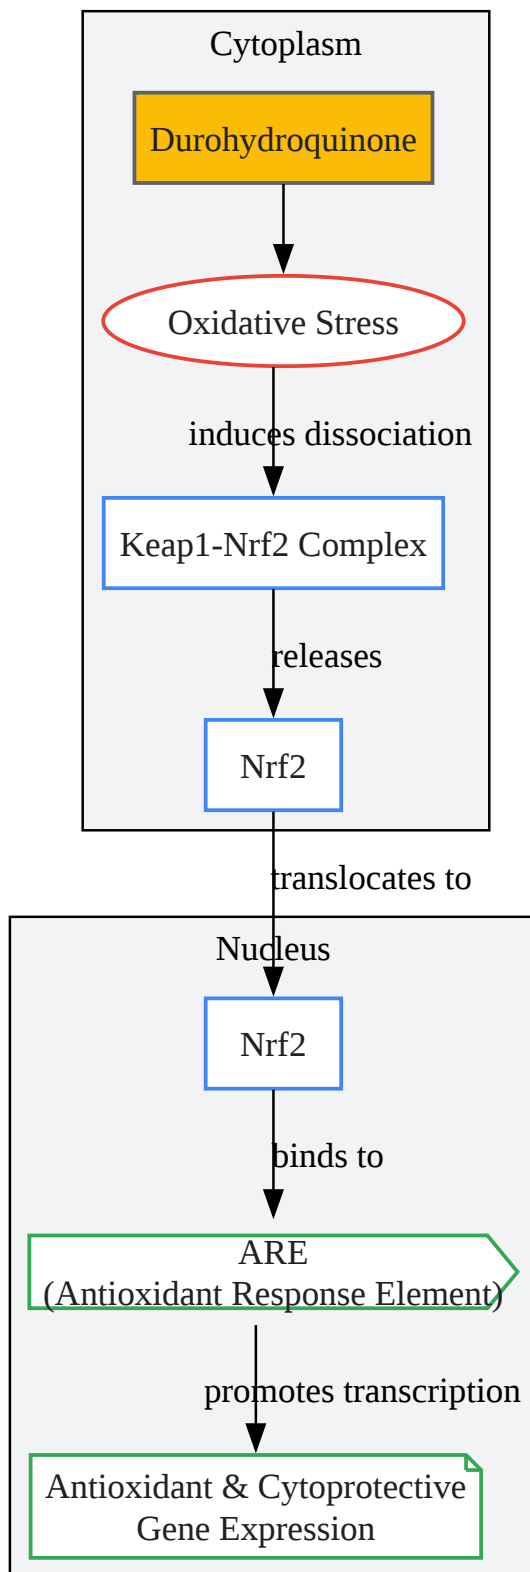 Cytoplasm
Durohydroquinone
Oxidative Stress
induces dissociation
Keap1-Nrf2 Complex
releases
Nrf2
translocates to
Nucleus
Nrf2
binds to
ARE
(Antioxidant Response Element)
promotes transcription
Antioxidant & Cytoprotective
Gene Expression